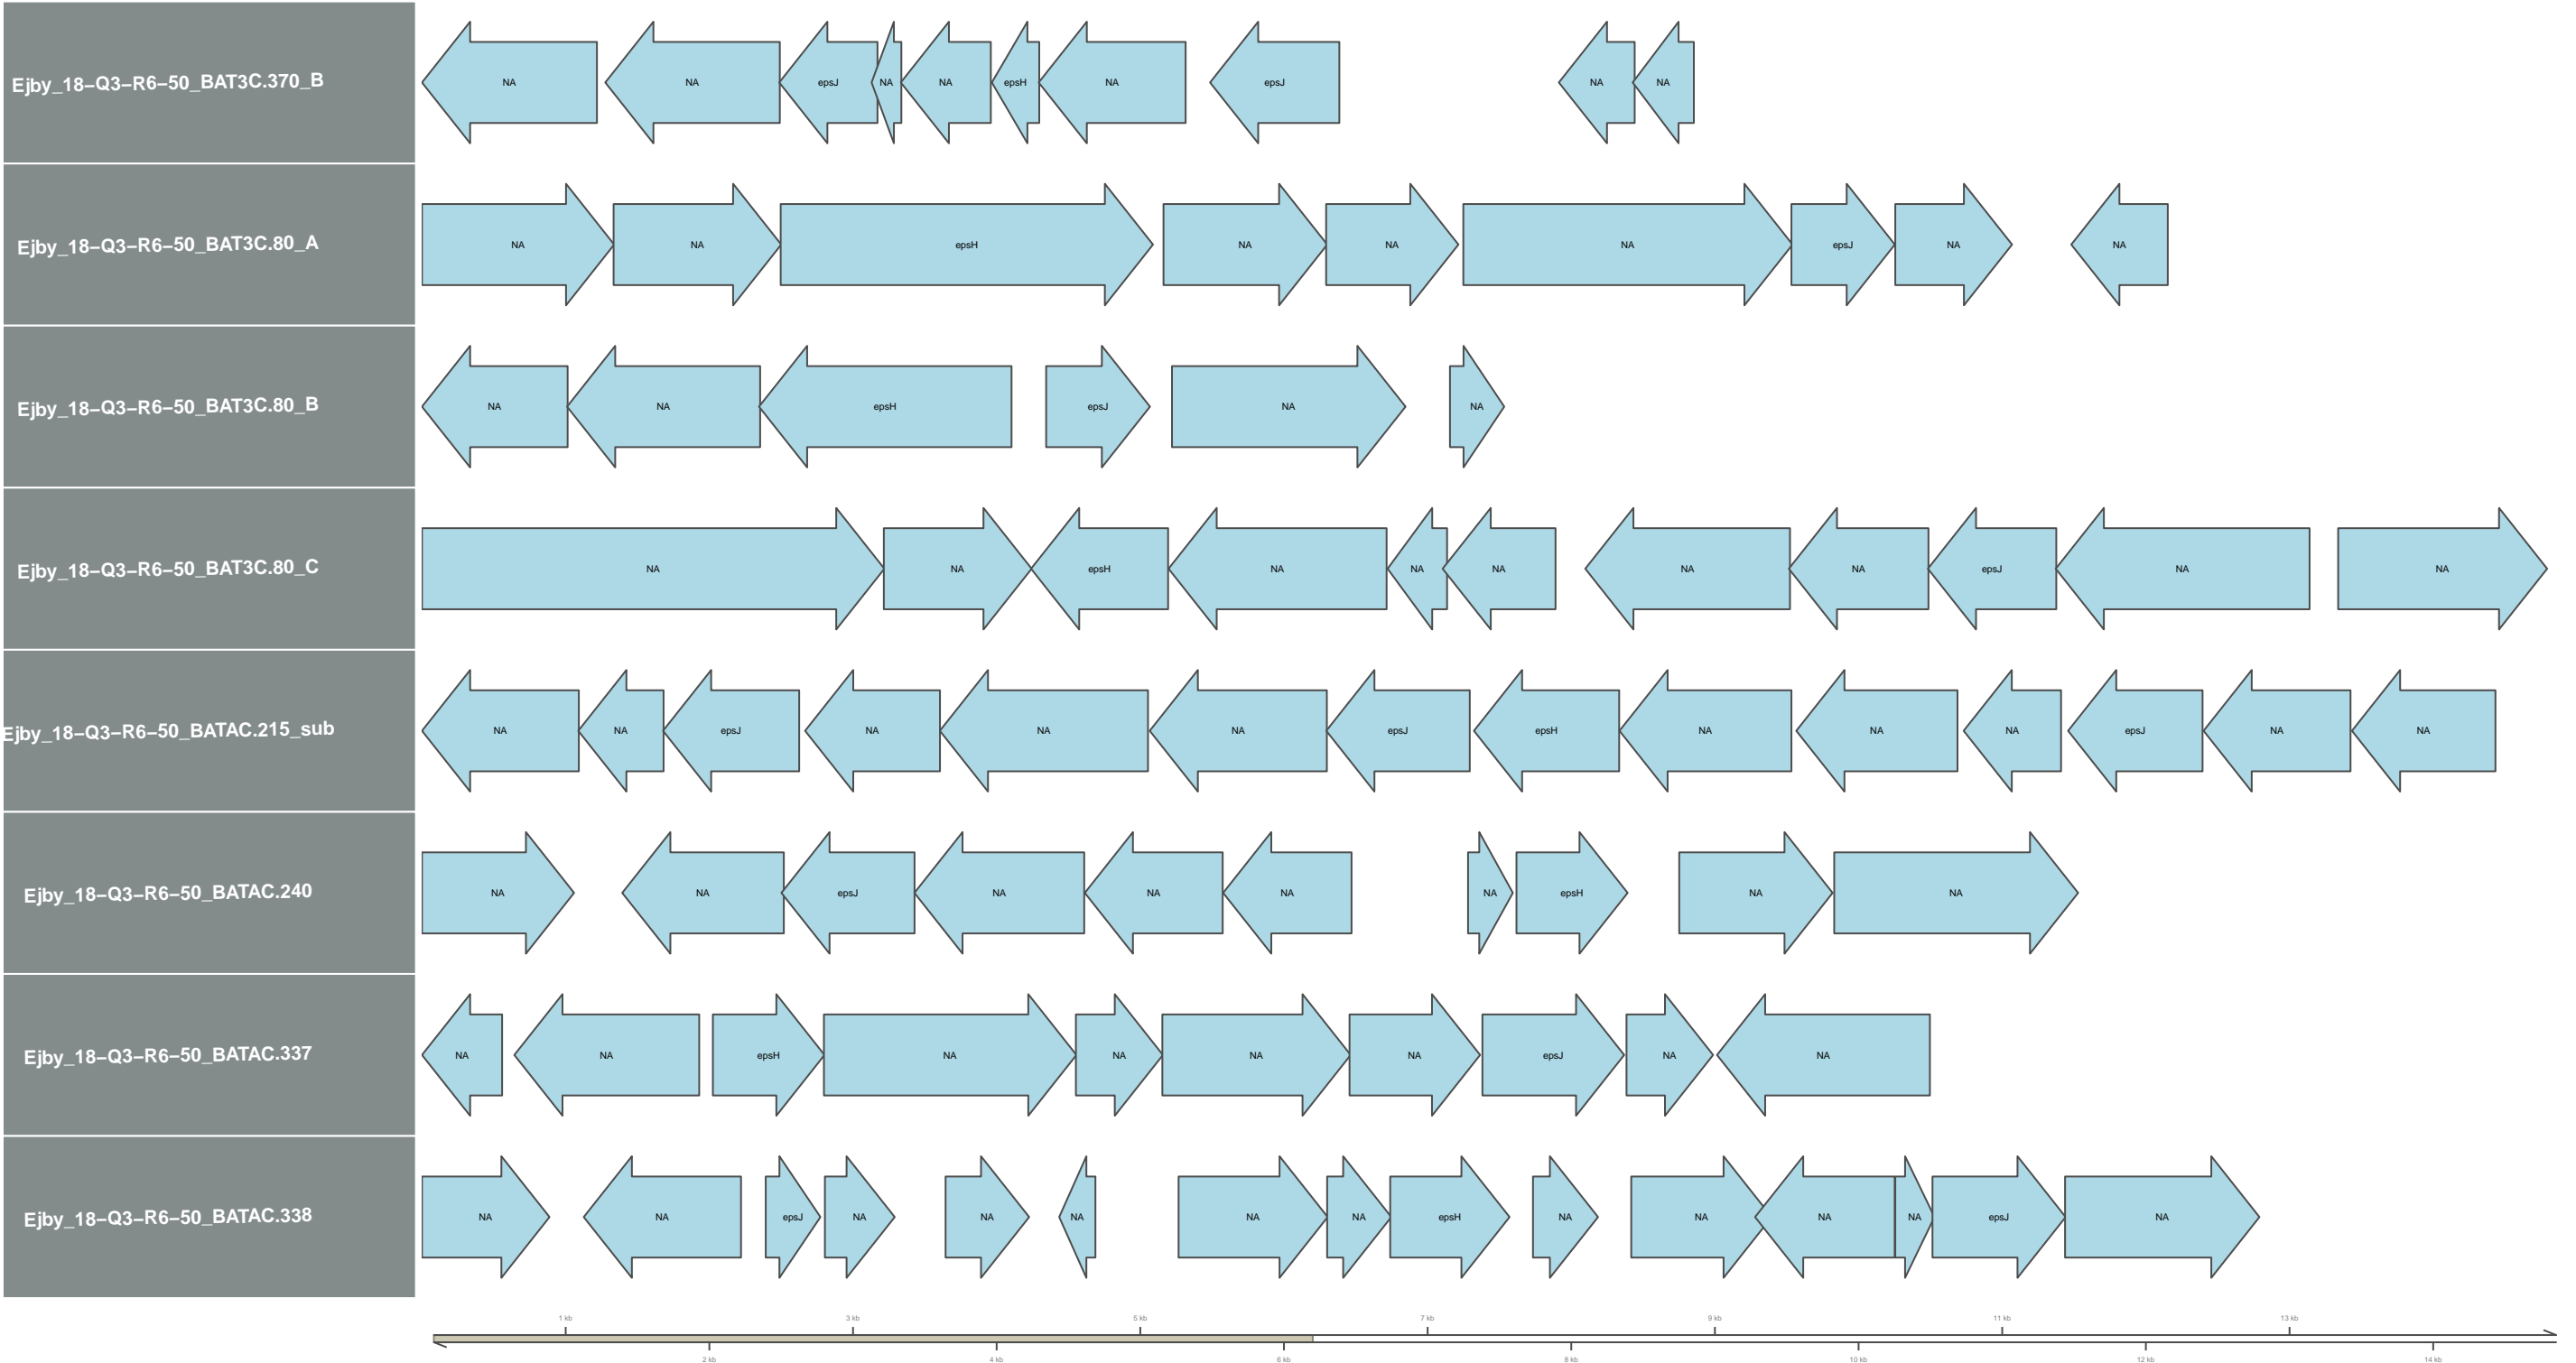 Ejby_18−Q3−R6−50_BAT3C.370_B NA NA epsJ NA NA epsH NA epsJ NA NA
Ejby_18−Q3−R6−50_BAT3C.80_A NA NA epsH NA NA NA epsJ NA NA
Ejby_18−Q3−R6−50_BAT3C.80_B NA NA epsH epsJ NA NA
Ejby_18−Q3−R6−50_BAT3C.80_C NA NA epsH NA NA NA NA NA epsJ NA NA
Ejby_18−Q3−R6−50_BATAC.215_sub NA NA epsJ NA NA NA epsJ epsH NA NA NA epsJ NA NA
Ejby_18−Q3−R6−50_BATAC.240 NA NA epsJ NA NA NA NA epsH NA NA
Ejby_18−Q3−R6−50_BATAC.337 NA NA epsH NA NA NA NA epsJ NA NA
Ejby_18−Q3−R6−50_BATAC.338 NA NA epsJ NA NA NA NA NA epsH NA NA NA NA epsJ NA
1 kb 3 kb 5 kb 7 kb 9 kb 11 kb 13 kb
2 kb 4 kb 6 kb 8 kb 10 kb 12 kb 14 kb